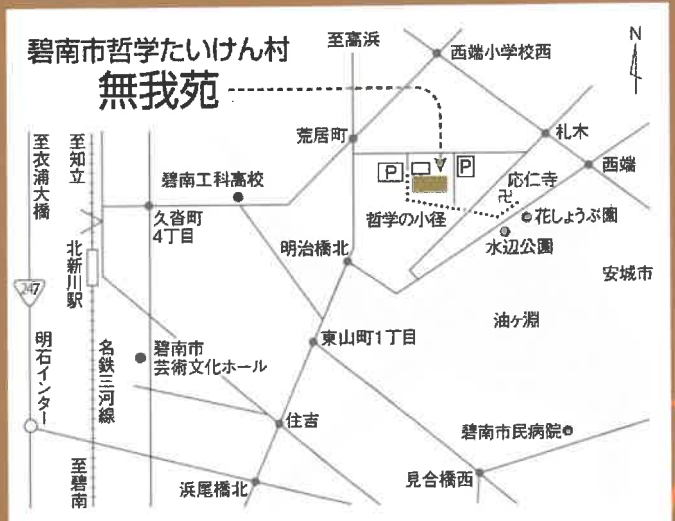 碧南市哲学たいけん村
無我苑
至高浜
西端小学校西
N
荒居町
札木
西端
至衣浦大橋
至知立
碧南工科高校
P
P
応仁寺
卍
花しょうぶ園
久沓町
4丁目
哲学の小径
水辺公園
北新川駅
明治橋北
安城市
247
油ヶ淵
東山町1丁目
明石インター
名鉄三河線
碧南市
芸術文化ホール
住吉
碧南市民病院
至碧南
浜尾橋北
見合橋西